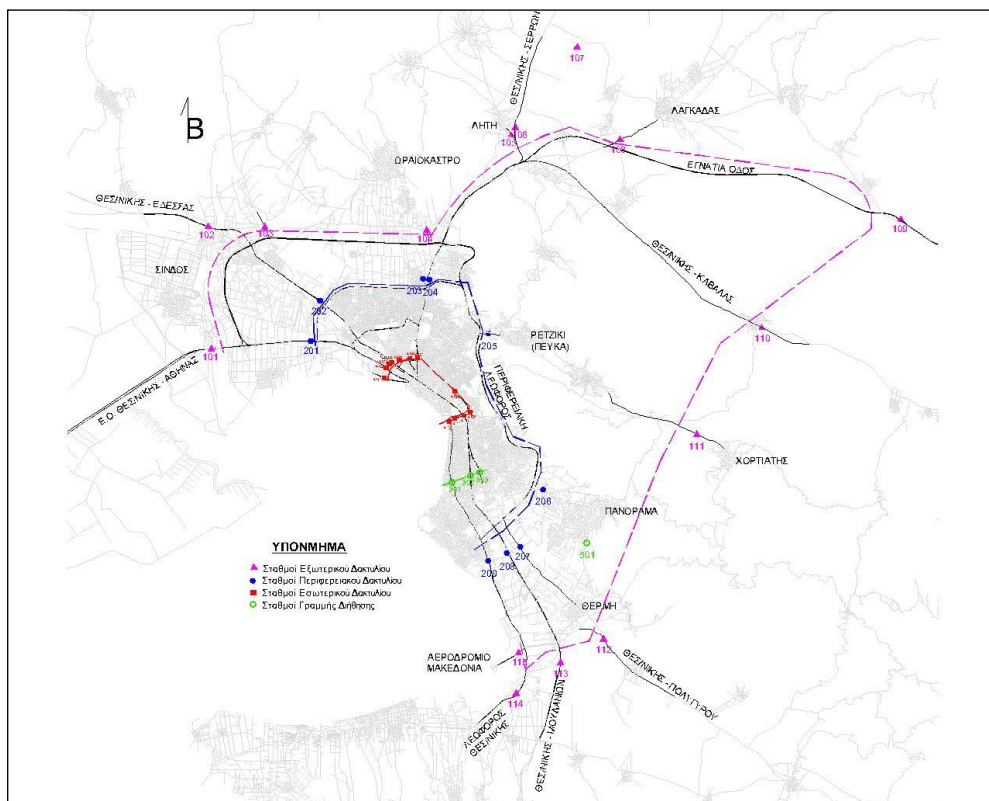 107
ΘΕΣ/ΝΙΚΗΣ - ΣΕΡΡΩΝ
ΛΑΓΚΑΔΑΣ
Β
ΛΗΤΗ
106
105
108
ΩΡΑΙΟΚΑΣΤΡΟ
ΕΓΝΑΤΙΑ ΟΔΟΣ
ΘΕΣ/ΝΙΚΗΣ - ΕΔΕΣΣΑΣ
102
103
104
109
ΣΙΝΔΟΣ
ΘΕΣ/ΝΙΚΗΣ - ΚΑΒΑΛΑΣ
203
204
202
110
ΡΕΤΖΙΚΙ
(ΠΕΥΚΑ)
205
201
101
Ε.Ο. ΘΕΣ/ΝΙΚΗΣ - ΑΘΗΝΑΣ
ΠΕΡΙΦΕΡΕΙΑΚΗ
ΛΕΩΦΟΡΟΣ
111
ΧΟΡΤΙΑΤΗΣ
301
206
ΠΑΝΟΡΑΜΑ
501
207
208
209
ΥΠΟΝΜΗΜΑ
Σταθμοί Εξωτερικού Δακτυλίου
Σταθμοί Περιφερειακού Δακτυλίου
Σταθμοί Εσωτερικού Δακτυλίου
Σταθμοί Γραμμής Διήθησης
ΘΕΡΜΗ
ΑΕΡΟΔΡΟΜΙΟ
ΜΑΚΕΔΟΝΙΑ
115
113
112
114
ΘΕΣ/ΝΙΚΗΣ - ΠΟΛΥΓΥΡΟΥ
ΛΕΩΦΟΡΟΣ
ΘΕΣ/ΝΙΚΗΣ
ΘΕΣ/ΝΙΚΗΣ - ΜΟΥΔΑΝΙΩΝ